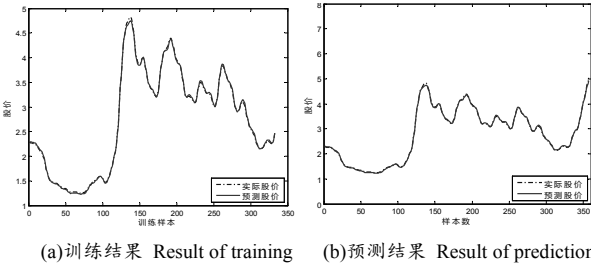 5
4.5
4
3.5
3
2.5
2
1.5
1
股价
0 50 100 150 200 250 300 350
训练样本
实际股价
预测股价
8
7
6
5
4
3
2
1
0
股价
0 50 100 150 200 250 300 350
样本数
实际股价
预测股价
(a)训练结果 Result of training
(b)预测结果 Result of prediction